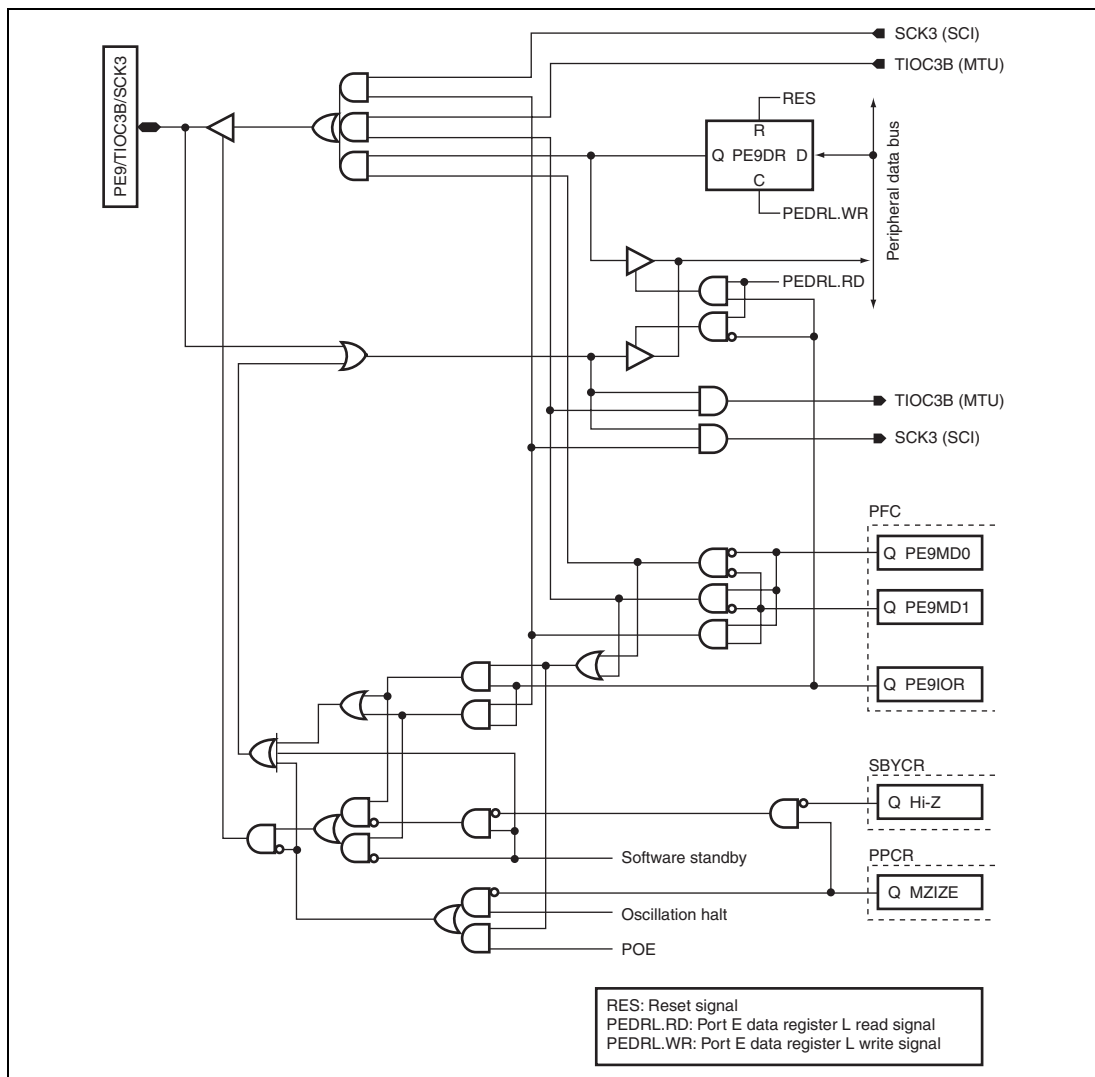 SCK3 (SCI)
TIOC3B (MTU)
PE9/TIOC3B/SCK3
RES
R
Q PE9DR D
C
PEDRL.WR
Peripheral data bus
PEDRL.RD
TIOC3B (MTU)
SCK3 (SCI)
PFC
Q PE9MD0
Q PE9MD1
Q PE9IOR
SBYCR
Q Hi-Z
Software standby
PPCR
Q MZIZE
Oscillation halt
POE
RES: Reset signal
PEDRL.RD: Port E data register L read signal
PEDRL.WR: Port E data register L write signal